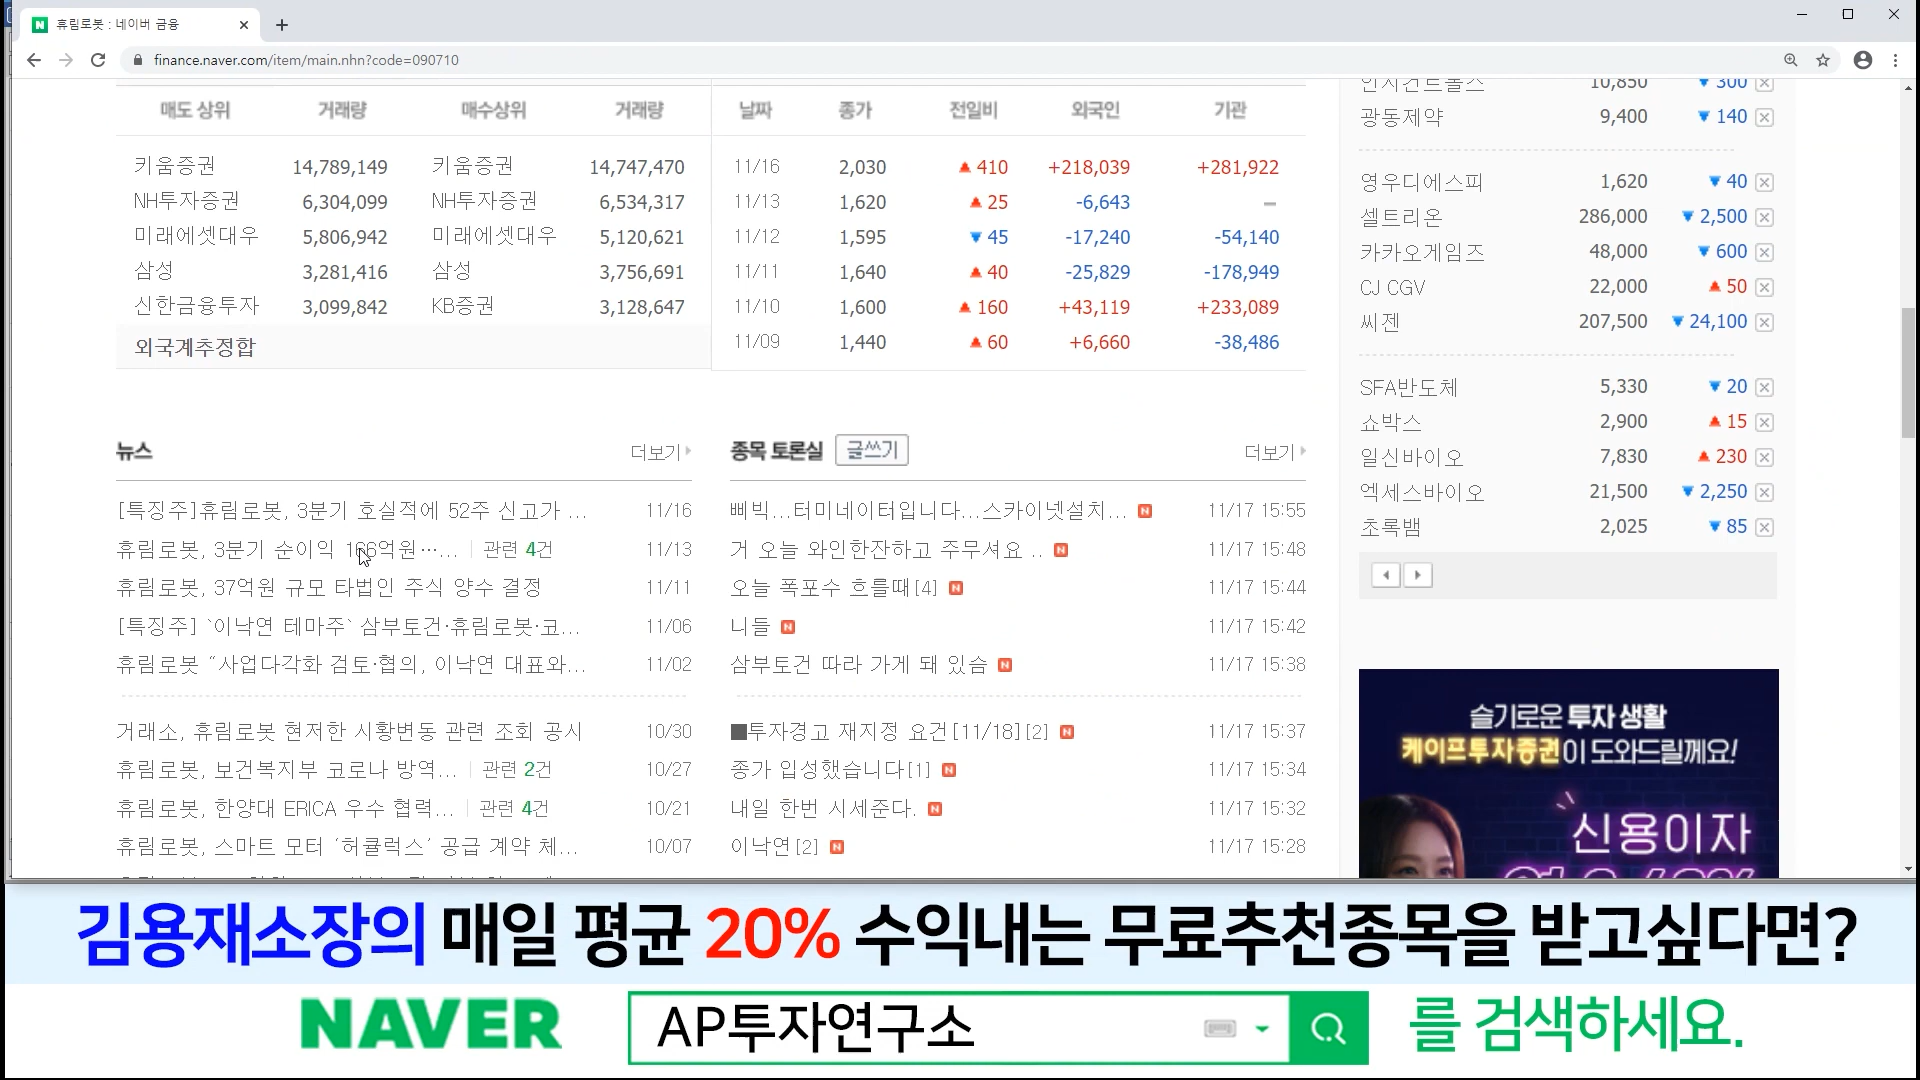 휴림로봇 : 네이버 금융
finance.naver.com/item/main.nhn?code=090710
매도 상위 거래량 매수상위 거래량
키움증권 14,789,149 키움증권 14,747,470
NH투자증권 6,304,099 NH투자증권 6,534,317
미래에셋대우 5,806,942 미래에셋대우 5,120,621
삼성 3,281,416 삼성 3,756,691
신한금융투자 3,099,842 KB증권 3,128,647
외국계추정합
날짜 종가 전일비 외국인 기관
11/16 2,030 ▲ 410 +218,039 +281,922
11/13 1,620 ▲ 25 -6,643 –
11/12 1,595 ▼ 45 -17,240 -54,140
11/11 1,640 ▲ 40 -25,829 -178,949
11/10 1,600 ▲ 160 +43,119 +233,089
11/09 1,440 ▲ 60 +6,660 -38,486
뉴스 더보기
[특징주]휴림로봇, 3분기 호실적에 52주 신고가 ... 11/16
휴림로봇, 3분기 순이익 166억원…... 관련 4건 11/13
휴림로봇, 37억원 규모 타법인 주식 양수 결정 11/11
[특징주] `이낙연 테마주` 삼부토건·휴림로봇·코... 11/06
휴림로봇 “사업다각화 검토·협의, 이낙연 대표와... 11/02
거래소, 휴림로봇 현저한 시황변동 관련 조회 공시 10/30
휴림로봇, 보건복지부 코로나 방역... 관련 2건 10/27
휴림로봇, 한양대 ERICA 우수 협력... 관련 4건 10/21
휴림로봇, 스마트 모터 ‘허큘럭스’ 공급 계약 체... 10/07
종목 토론실 글쓰기 더보기
삐빅...터미네이터입니다...스카이넷설치... N 11/17 15:55
거 오늘 와인한잔하고 주무셔요 .. N 11/17 15:48
오늘 폭포수 흐를때[4] N 11/17 15:44
니들 N 11/17 15:42
삼부토건 따라 가게 돼 있슴 N 11/17 15:38
■투자경고 재지정 요건[11/18][2] N 11/17 15:37
종가 입성했습니다[1] N 11/17 15:34
내일 한번 시세준다. N 11/17 15:32
이낙연[2] N 11/17 15:28
10,850 ▼ 300
광동제약 9,400 ▼ 140
영우디에스피 1,620 ▼ 40
셀트리온 286,000 ▼ 2,500
카카오게임즈 48,000 ▼ 600
CJ CGV 22,000 ▲ 50
씨젠 207,500 ▼ 24,100
SFA반도체 5,330 ▼ 20
쇼박스 2,900 ▲ 15
일신바이오 7,830 ▲ 230
엑세스바이오 21,500 ▼ 2,250
초록뱀 2,025 ▼ 85
슬기로운 투자 생활
케이프투자증권이 도와드릴께요!
신용이자
김용재소장의 매일 평균 20% 수익내는 무료추천종목을 받고싶다면?
NAVER AP투자연구소 를 검색하세요.